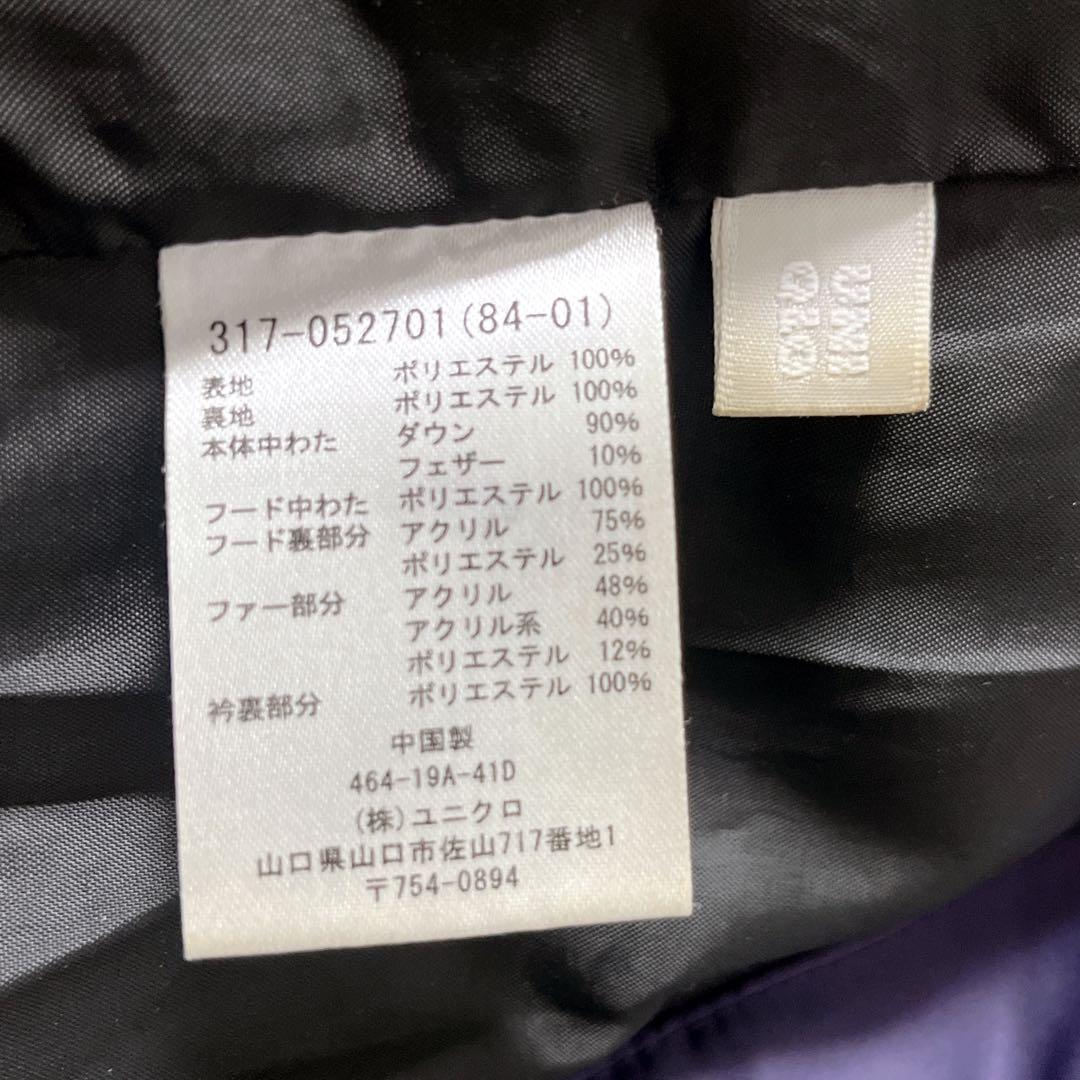 317-052701(84-01)
表地 ポリエステル 100%
裏地 ポリエステル 100%
本体中わた ダウン 90%
フェザー 10%
フード中わた ポリエステル 100%
フード裏部分 アクリル 75%
ポリエステル 25%
ファー部分 アクリル 48%
アクリル系 40%
ポリエステル 12%
衿裏部分 ポリエステル 100%
中国製
464-19A-41D
(株)ユニクロ
山口県山口市佐山717番地1
〒754-0894